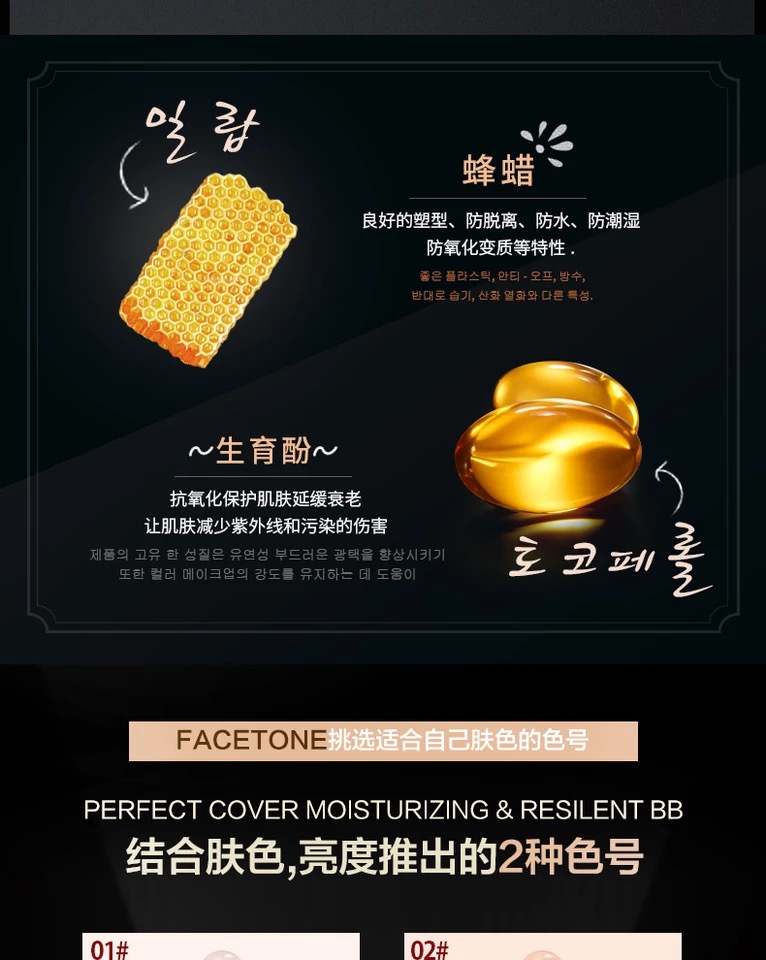 밀랍
蜂蜡
良好的塑型、防脱离、防水、防潮湿
防氧化变质等特性 .
좋은 플라스틱, 안티 - 오프, 방수,
반대로 습기, 산화 열화와 다른 특성.
~生育酚~
抗氧化保护肌肤延缓衰老
让肌肤减少紫外线和污染的伤害
제품의 고유 한 성질은 유연성 부드러운 광택을 향상시키기
또한 컬러 메이크업의 강도를 유지하는 데 도움이
토코페롤
FACETONE挑选适合自己肤色的色号
PERFECT COVER MOISTURIZING & RESILENT BB
结合肤色,亮度推出的2种色号
01#
02#